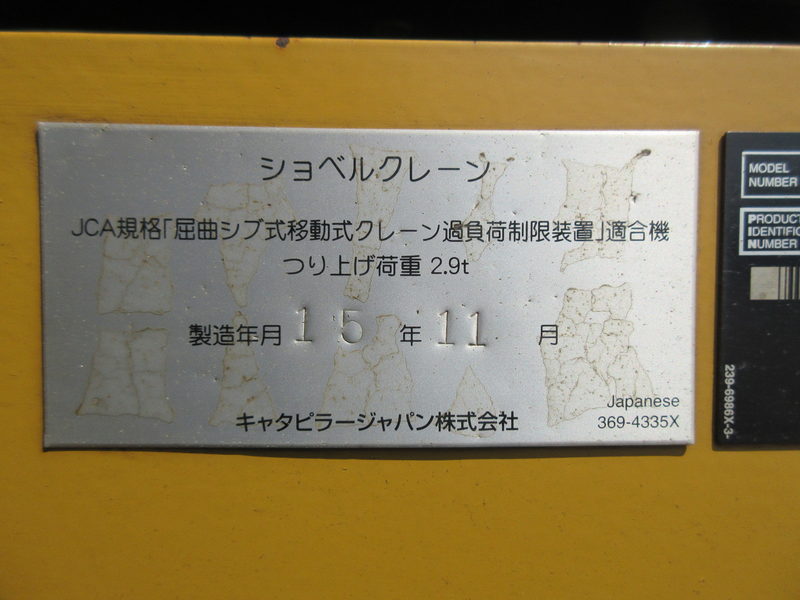 ショベルクレーン
JCA規格「屈曲ジブ式移動式クレーン過負荷制限装置」適合機
つり上げ荷重 2.9t
製造年月 15 年 11 月
キャタピラージャパン株式会社
Japanese
369-4335X
MODEL
NUMBER
PRODUCT
NUMBER
239-6986X-3-